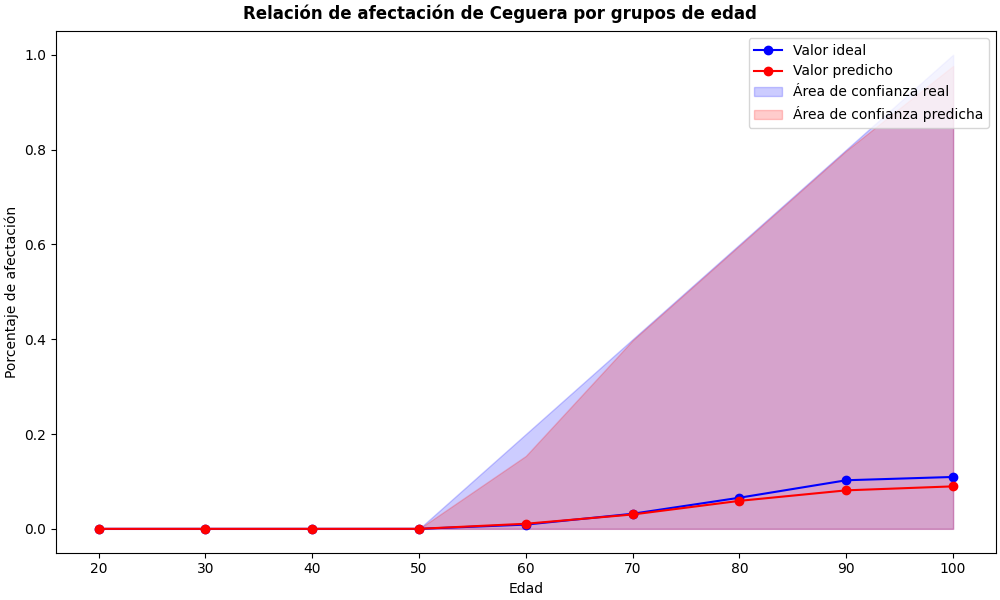 Relación de afectación de Ceguera por grupos de edad
Valor ideal
Valor predicho
Área de confianza real
Área de confianza predicha
Porcentaje de afectación
1.0
0.8
0.6
0.4
0.2
0.0
20 30 40 50 60 70 80 90 100
Edad